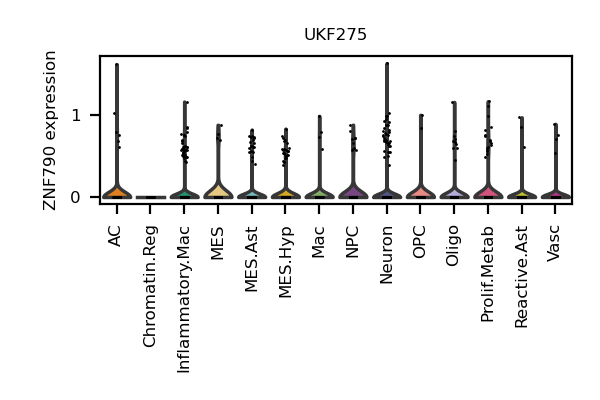 UKF275
ZNF790 expression
1
0
AC
Chromatin.Reg
Inflammatory.Mac
MES
MES.Ast
MES.Hyp
Mac
NPC
Neuron
OPC
Oligo
Prolif.Metab
Reactive.Ast
Vasc